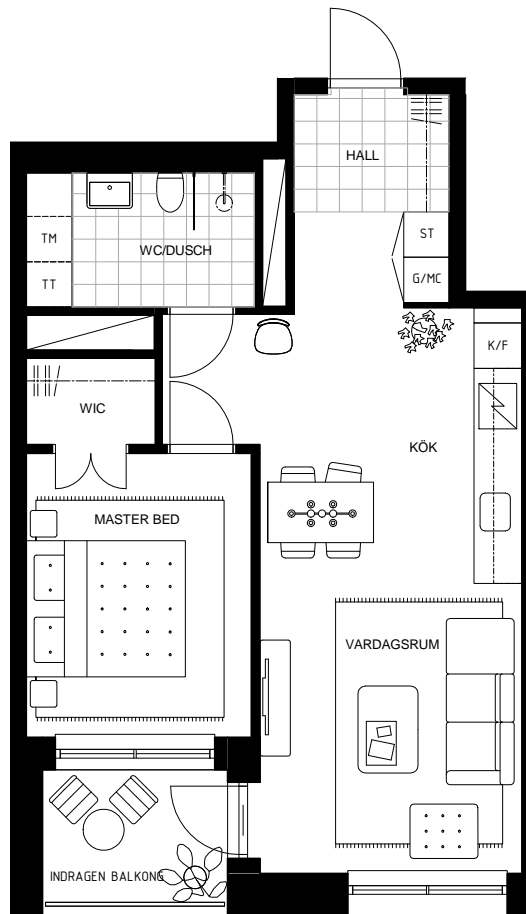 HALL
ST
TM
WC/DUSCH
TT
G/MC
K/F
WIC
KÖK
MASTER BED
VARDAGSRUM
INDRAGEN BALKONG